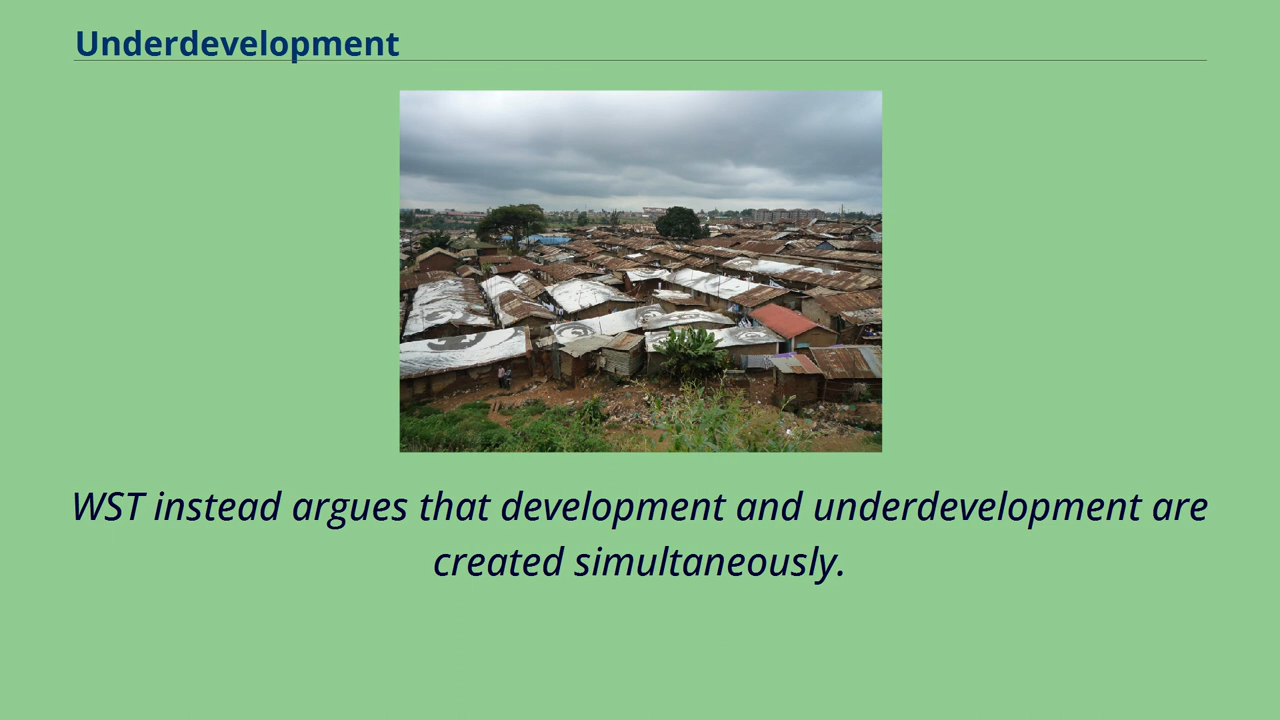 Underdevelopment
WST instead argues that development and underdevelopment are
created simultaneously.